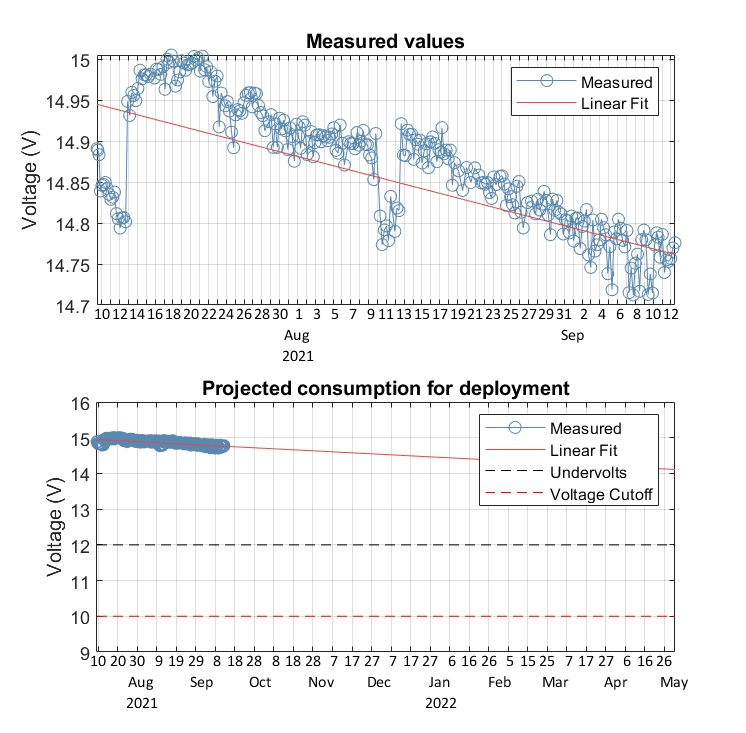 Measured values
15
14.95
14.9
14.85
14.8
14.75
14.7
Voltage (V)
Measured
Linear Fit
10 12 14 16 18 20 22 24 26 28 30 1 3 5 7 9 11 13 15 17 19 21 23 25 27 29 31 2 4 6 8 10 12
Aug Sep
2021
Projected consumption for deployment
16
15
14
13
12
11
10
9
Voltage (V)
Measured
Linear Fit
Undervolts
Voltage Cutoff
10 20 30 9 19 29 8 18 28 8 18 28 7 17 27 7 17 27 6 16 26 5 15 25 7 17 27 6 16 26
Aug Sep Oct Nov Dec Jan Feb Mar Apr May
2021 2022